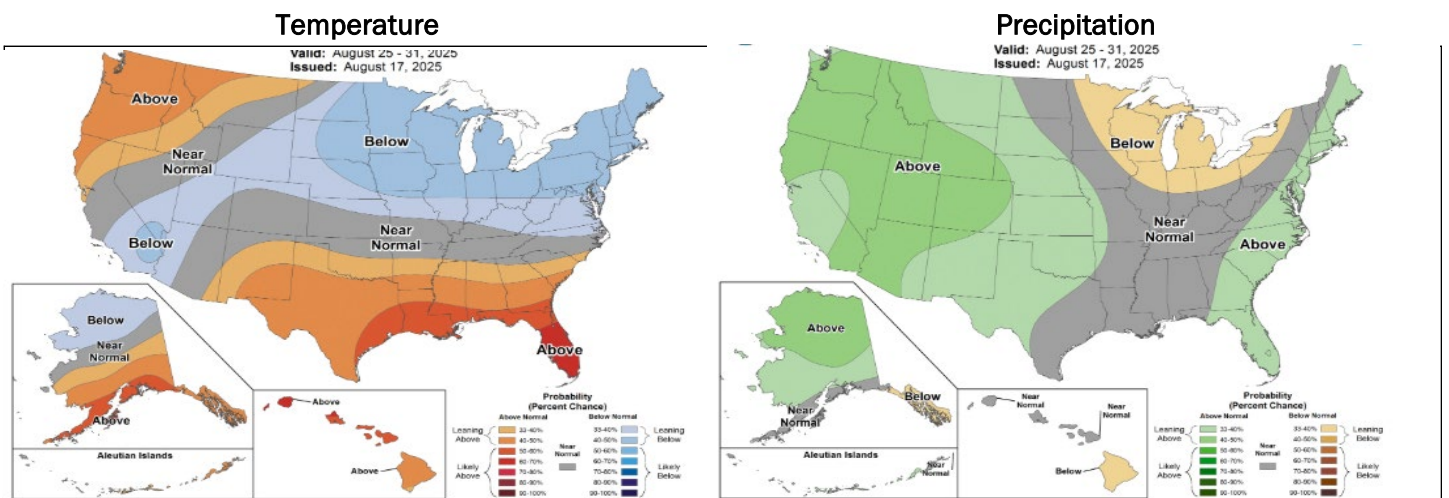 Temperature
Valid: August 25 - 31, 2025
Issued: August 17, 2025
Above
Near
Normal
Below
Below
Near
Normal
Above
Below
Near
Normal
Above
Aleutian Islands
Above
Above
Probability
(Percent Chance)
Above Normal
Below Normal
Leaning
Above
33-40%
40-50%
Likely
Above
50-60%
60-70%
70-80%
80-90%
90-100%
Near
Normal
33-40%
40-50%
Leaning
Below
50-60%
60-70%
70-80%
80-90%
90-100%
Likely
Below
Precipitation
Valid: August 25 - 31, 2025
Issued: August 17, 2025
Above
Below
Near
Normal
Above
Above
Near
Normal
Below
Aleutian Islands
Near
Normal
Near
Normal
Near
Normal
Below
Probability
(Percent Chance)
Above Normal
Below Normal
Leaning
Above
33-40%
40-50%
Likely
Above
50-60%
60-70%
70-80%
80-90%
90-100%
Near
Normal
33-40%
40-50%
Leaning
Below
50-60%
60-70%
70-80%
80-90%
90-100%
Likely
Below